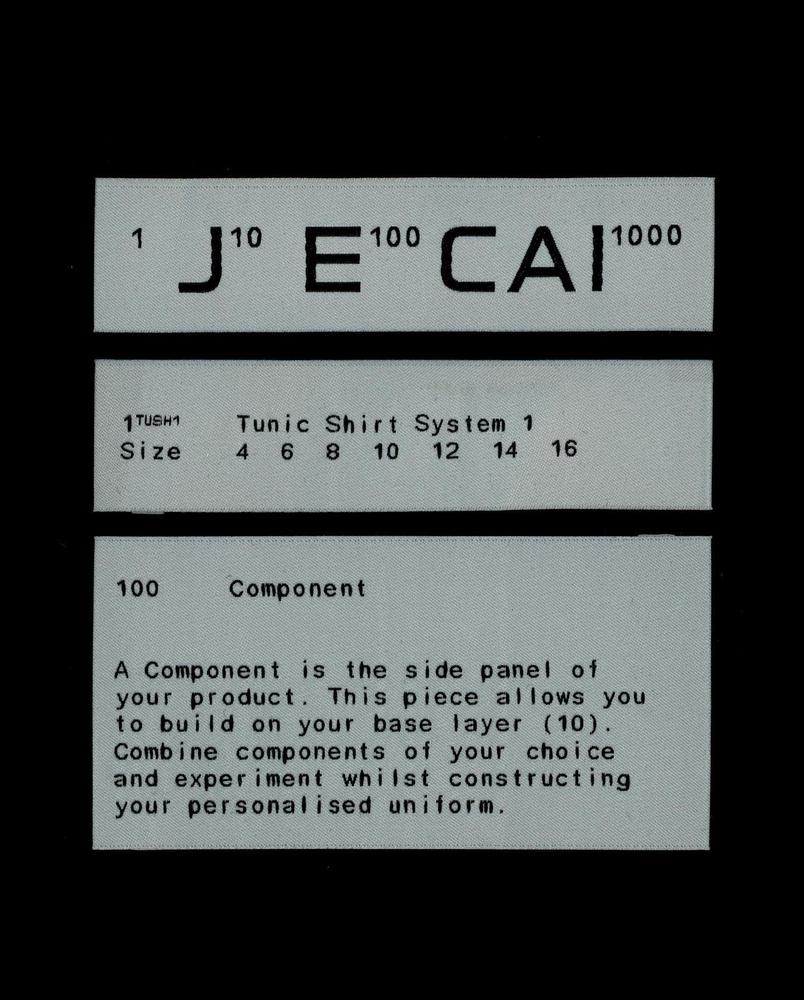 1 J10 E100 CAI1000
1TUSH1 Tunic Shirt System 1
Size 4 6 8 10 12 14 16
100 Component
A Component is the side panel of
your product. This piece allows you
to build on your base layer (10).
Combine components of your choice
and experiment whilst constructing
your personalised uniform.